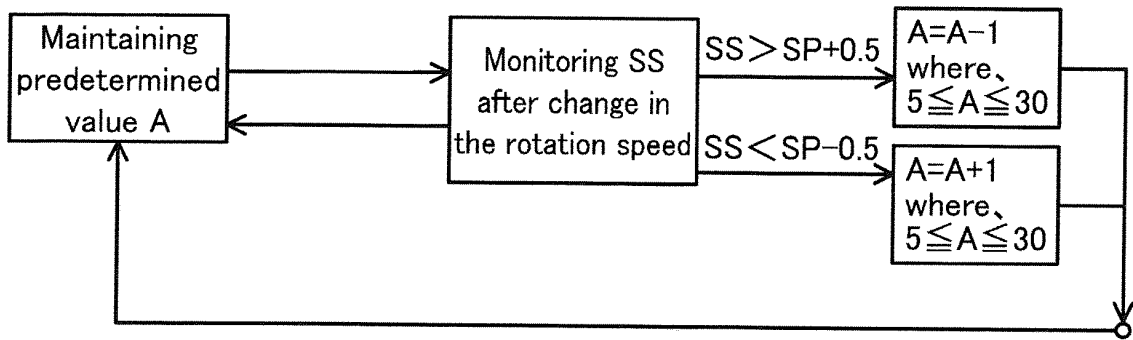 Maintaining
predetermined
value A
Monitoring SS
after change in
the rotation speed
SS＞SP+0.5
A=A−1
where、
5≦A≦30
SS＜SP−0.5
A=A+1
where、
5≦A≦30